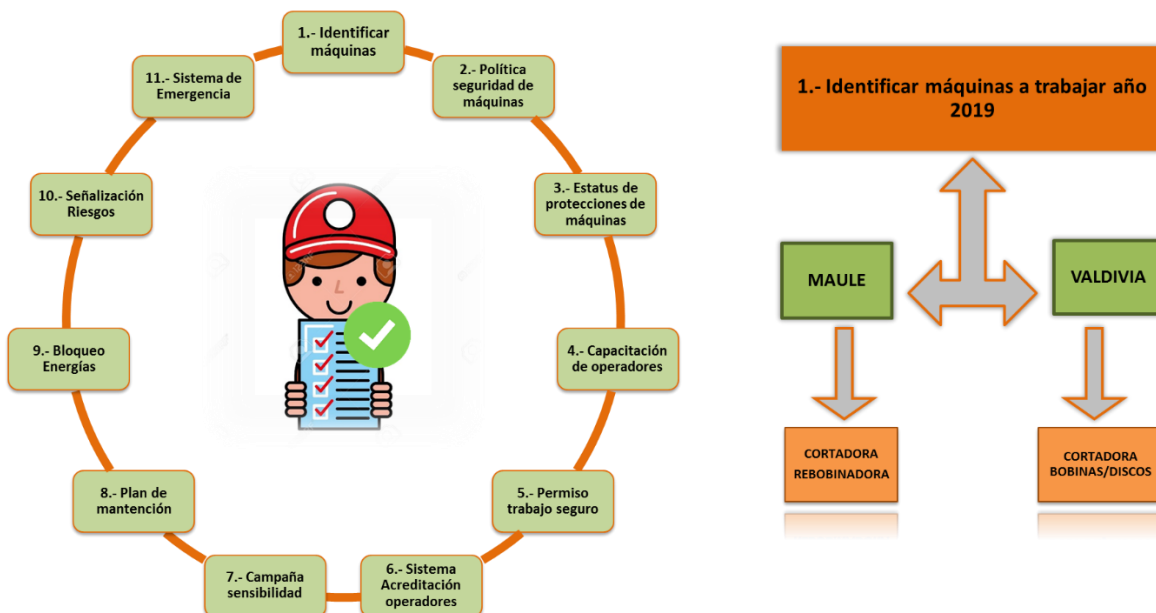 1.- Identificar
máquinas
2.- Política
seguridad de
máquinas
3.- Estatus de
protecciones de
máquinas
4.- Capacitación
de operadores
5.- Permiso
trabajo seguro
6.- Sistema
Acreditación
operadores
7.- Campaña
sensibilidad
8.- Plan de
mantención
9.- Bloqueo
Energías
10.- Señalización
Riesgos
11.- Sistema de
Emergencia
L
1.- Identificar máquinas a trabajar año
2019
MAULE
VALDIVIA
CORTADORA
REBOBINADORA
CORTADORA
BOBINAS/DISCOS